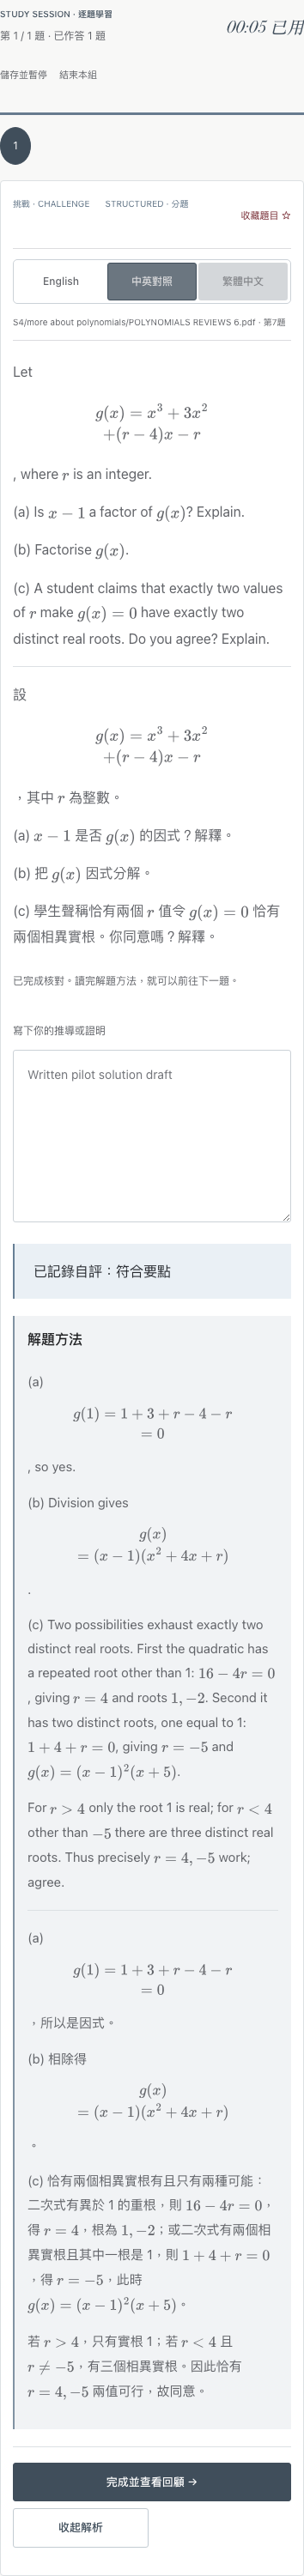 STUDY SESSION · 逐題學習
第 1 / 1 題 · 已作答 1 題
00:05 已用
儲存並暫停 結束本組
1
挑戰 · CHALLENGE STRUCTURED · 分題
收藏題目 ☆
English 中英對照 繁體中文
S4/more about polynomials/POLYNOMIALS REVIEWS 6.pdf · 第7題
Let
g(x) = x³ + 3x²
+(r − 4)x − r
, where r is an integer.
(a) Is x − 1 a factor of g(x)? Explain.
(b) Factorise g(x).
(c) A student claims that exactly two values
of r make g(x) = 0 have exactly two
distinct real roots. Do you agree? Explain.
設
g(x) = x³ + 3x²
+(r − 4)x − r
，其中 r 為整數。
(a) x − 1 是否 g(x) 的因式？解釋。
(b) 把 g(x) 因式分解。
(c) 學生聲稱恰有兩個 r 值令 g(x) = 0 恰有
兩個相異實根。你同意嗎？解釋。
已完成核對。讀完解題方法，就可以前往下一題。
寫下你的推導或證明
Written pilot solution draft
已記錄自評：符合要點
解題方法
(a)
g(1) = 1 + 3 + r − 4 − r
= 0
, so yes.
(b) Division gives
g(x)
= (x − 1)(x² + 4x + r)
.
(c) Two possibilities exhaust exactly two
distinct real roots. First the quadratic has
a repeated root other than 1: 16 − 4r = 0
, giving r = 4 and roots 1, −2. Second it
has two distinct roots, one equal to 1:
1 + 4 + r = 0, giving r = −5 and
g(x) = (x − 1)²(x + 5).
For r > 4 only the root 1 is real; for r < 4
other than −5 there are three distinct real
roots. Thus precisely r = 4, −5 work;
agree.
(a)
g(1) = 1 + 3 + r − 4 − r
= 0
，所以是因式。
(b) 相除得
g(x)
= (x − 1)(x² + 4x + r)
。
(c) 恰有兩個相異實根有且只有兩種可能：
二次式有異於 1 的重根，則 16 − 4r = 0，
得 r = 4，根為 1, −2；或二次式有兩個相
異實根且其中一根是 1，則 1 + 4 + r = 0
，得 r = −5，此時
g(x) = (x − 1)²(x + 5)。
若 r > 4，只有實根 1；若 r < 4 且
r ≠ −5，有三個相異實根。因此恰有
r = 4, −5 兩值可行，故同意。
完成並查看回顧 →
收起解析